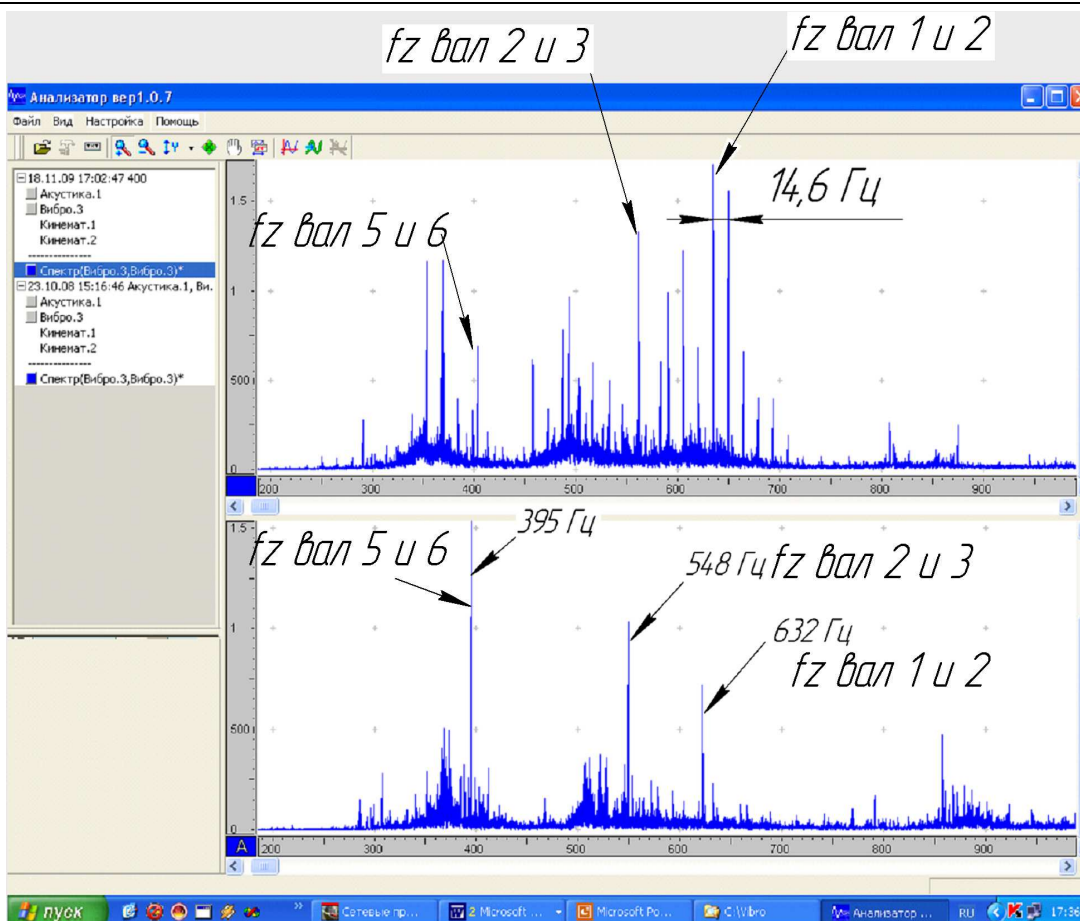 fz вал 2 и 3
fz вал 1 и 2
Анализатор вер1.0.7
Файл Вид Настройка Помощь
18.11.09 17:02:47 400
Акустика.1
Вибро.3
Кинемат.1
Кинемат.2
---------------
Спектр(Вибро.3,Вибро.3)*
23.10.08 15:16:46 Акустика.1, Ви.
Акустика.1
Вибро.3
Кинемат.1
Кинемат.2
---------------
Спектр(Вибро.3,Вибро.3)*
14,6 Гц
fz вал 5 и 6
1.5
1
500
0
200 300 400 500 600 700 800 900
395 Гц
fz вал 5 и 6
548 Гц fz вал 2 и 3
632 Гц
fz вал 1 и 2
1.5
1
500
0
A
200 300 400 500 600 700 800 900
пуск
Сетевые пр...
2 Microsoft ...
Microsoft Po...
C:\Vibro
Анализатор ...
RU
17:36